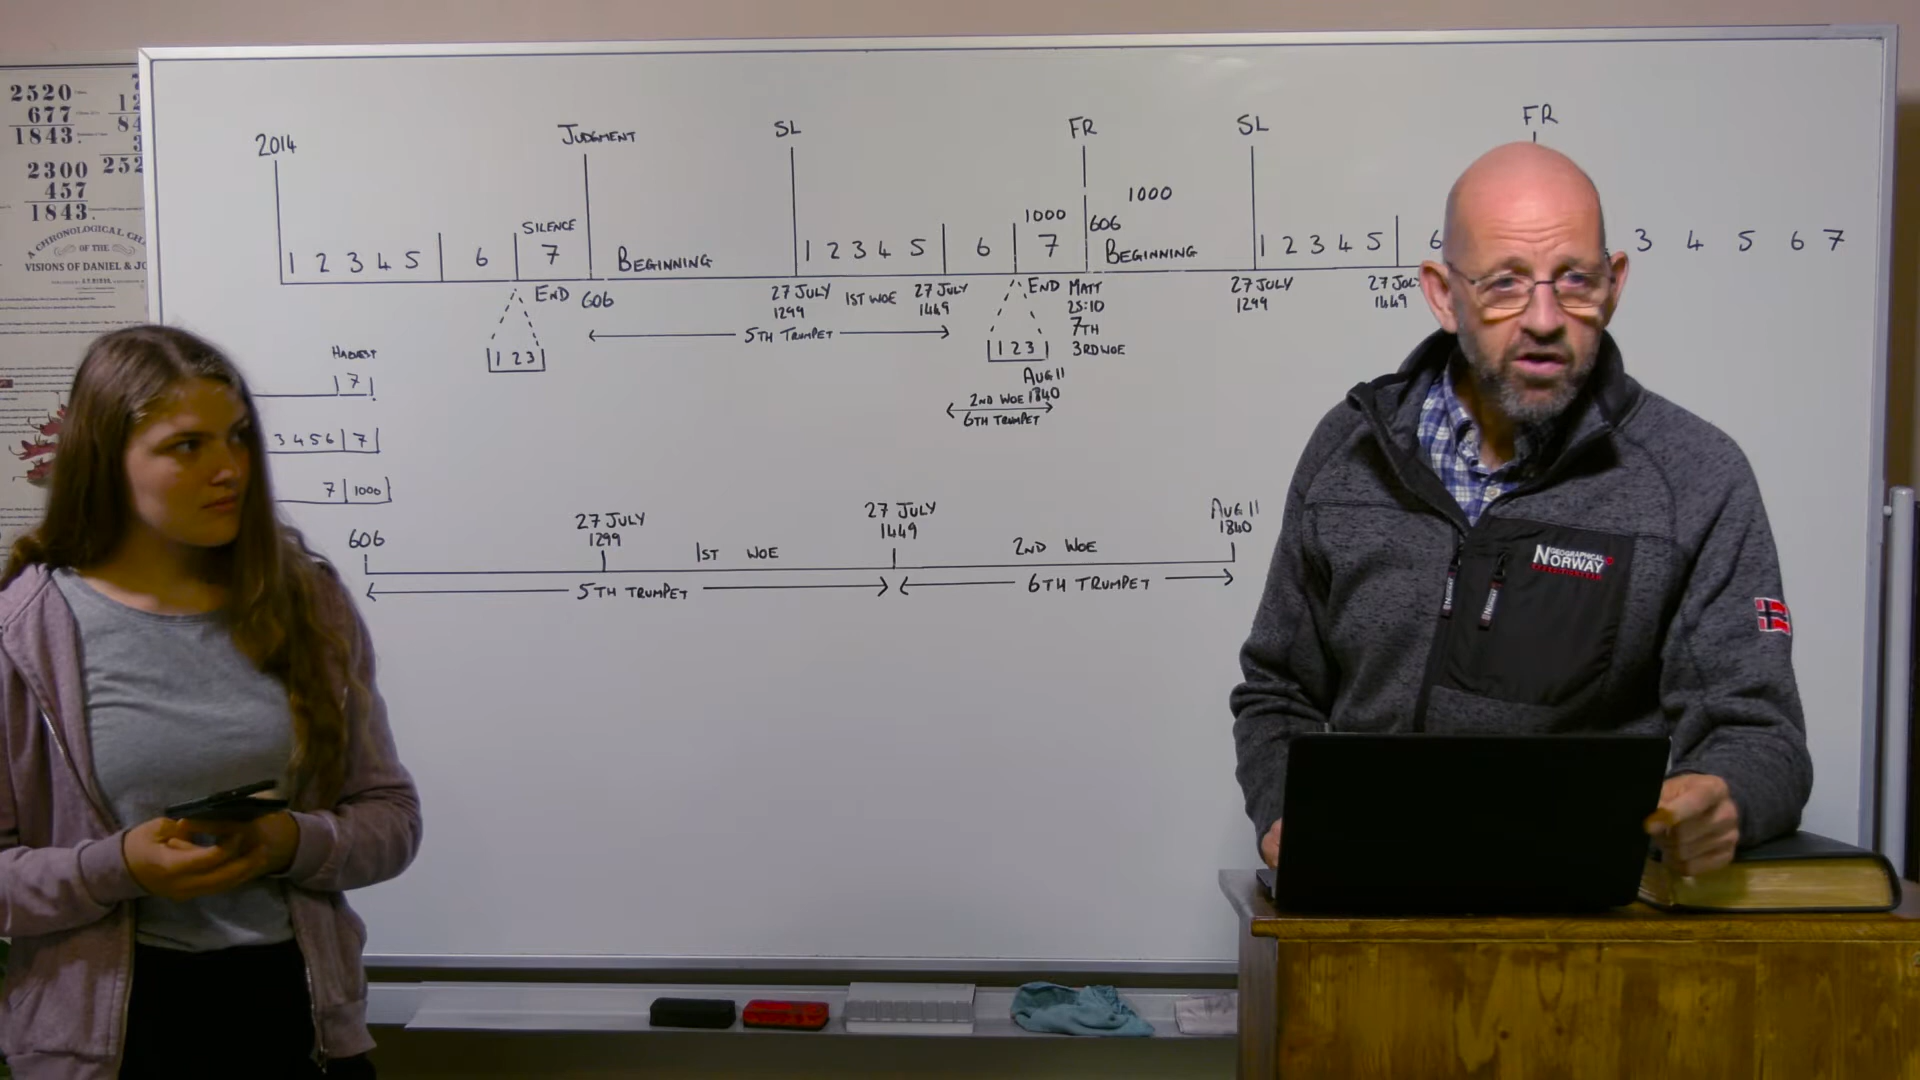 2520
677
1843.
2300
457
1843.
252
A CHRONOLOGICAL
OF THE
VISIONS OF DANIEL &
2014
JUDGMENT
SL
FR
SL
FR
1 2 3 4 5 6 SILENCE 7
BEGINNING
1 2 3 4 5 6 1000 7
1000
606
BEGINNING
1 2 3 4 5 6
3 4 5 6 7
END 606
1 2 3
27 JULY
1299
1ST WOE
27 JULY
1449
5TH TRUMPET
END
1 2 3
MATT
25:10
7TH
3RD WOE
AUG 11
1840
2ND WOE
6TH TRUMPET
27 JULY
1299
27
1449
HARVEST
7
3 4 5 6 7
7 1000
606
27 JULY
1299
1ST WOE
27 JULY
1449
2ND WOE
AUG 11
1840
5TH TRUMPET
6TH TRUMPET
GEOGRAPHICAL
NORWAY